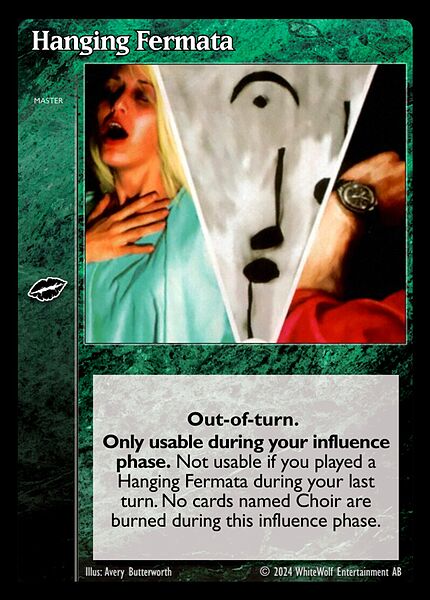 Hanging Fermata
MASTER
Out-of-turn.
Only usable during your influence
phase. Not usable if you played a
Hanging Fermata during your last
turn. No cards named Choir are
burned during this influence phase.
Illus: Avery Butterworth
© 2024 WhiteWolf Entertainment AB